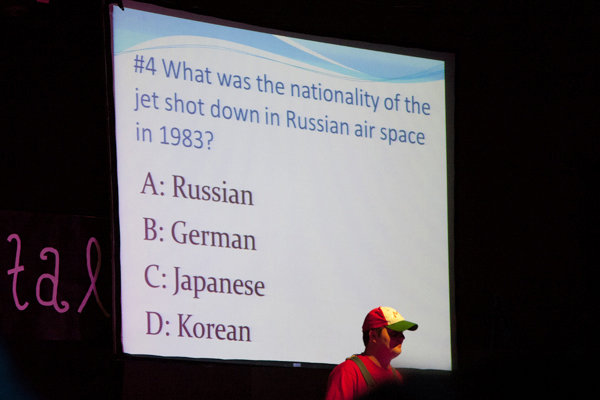 #4 What was the nationality of the
jet shot down in Russian air space
in 1983?
A: Russian
B: German
C: Japanese
D: Korean
tal